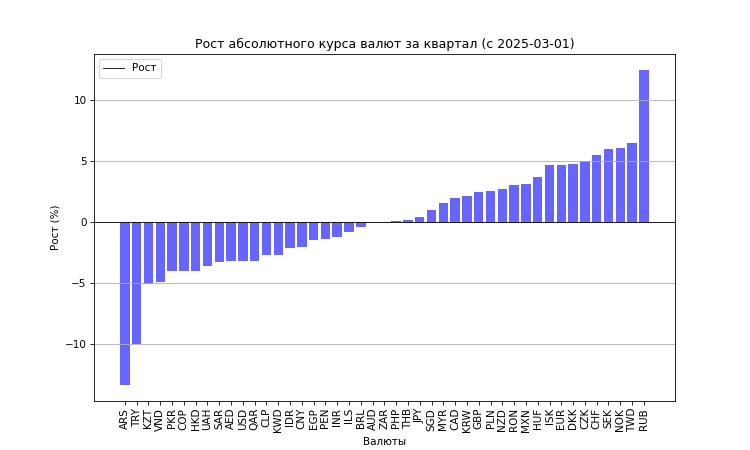 Рост абсолютного курса валют за квартал (с 2025-03-01)
Рост
10
5
0
−5
−10
Рост (%)
ARS TRY KZT VND PKR COP HKD UAH SAR AED USD QAR CLP KWD IDR CNY EGP PEN INR ILS BRL AUD ZAR PHP THB JPY SGD MYR CAD KRW GBP PLN NZD RON MXN HUF ISK EUR DKK CZK CHF SEK NOK TWD RUB
Валюты